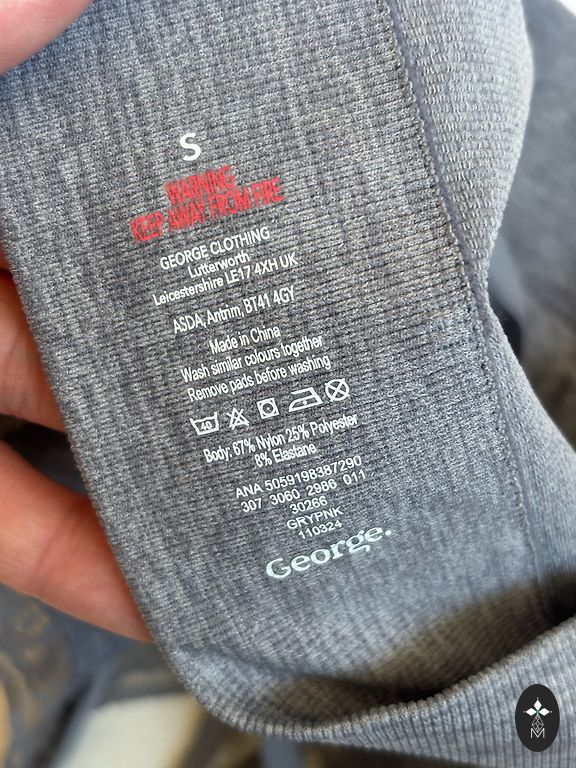 S
WARNING
KEEP AWAY FROM FIRE
GEORGE CLOTHING
Lutterworth
Leicestershire LE17 4XH UK
ASDA, Antrim, BT41 4GY
Made in China
Wash similar colours together
Remove pads before washing
40
Body: 67% Nylon 25% Polyester
8% Elastane
ANA 5059198387290
307 3060 2986 011
30266
GRYPNK
110324
George.
M